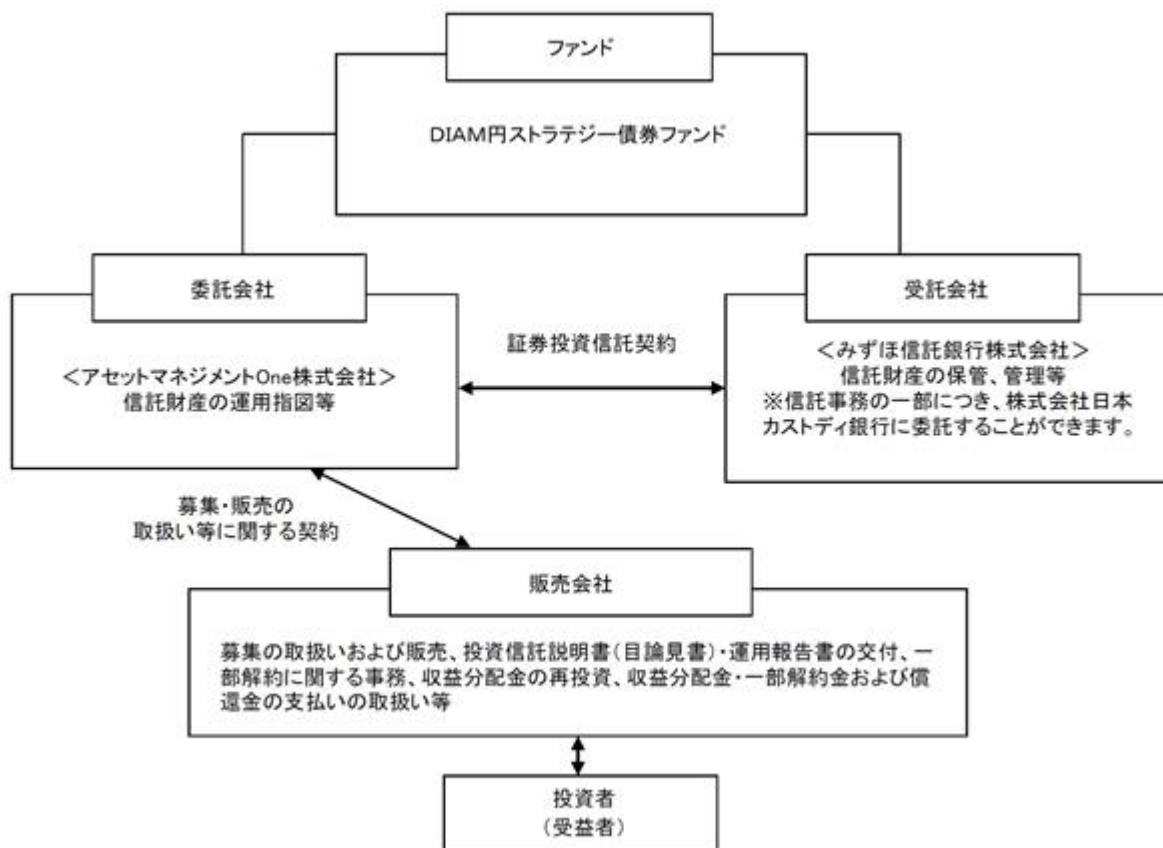 ファンド
DIAM円ストラテジー債券ファンド
委託会社
<アセットマネジメントOne株式会社>
信託財産の運用指図等
証券投資信託契約
受託会社
<みずほ信託銀行株式会社>
信託財産の保管、管理等
※信託事務の一部につき、株式会社日本
カストディ銀行に委託することができます。
募集・販売の
取扱い等に関する契約
販売会社
募集の取扱いおよび販売、投資信託説明書(目論見書)・運用報告書の交付、一
部解約に関する事務、収益分配金の再投資、収益分配金・一部解約金および償
還金の支払いの取扱い等
投資者
(受益者)